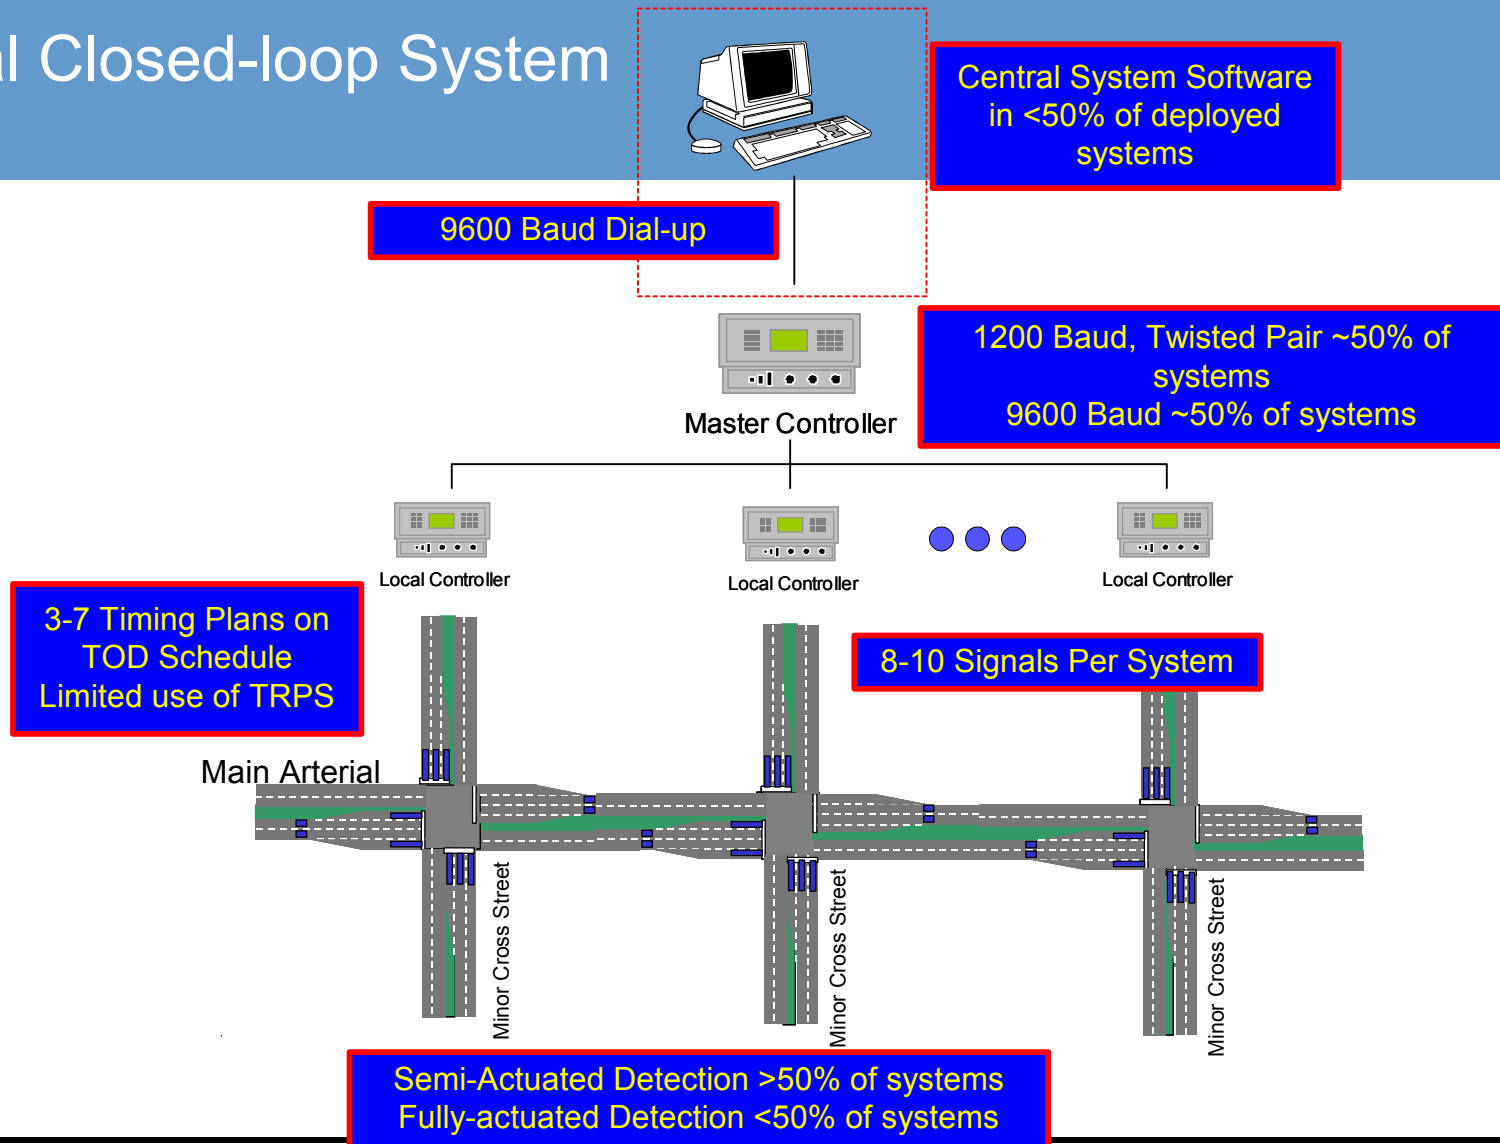 al Closed-loop System
Central System Software
in <50% of deployed
systems
9600 Baud Dial-up
1200 Baud, Twisted Pair ~50% of
systems
9600 Baud ~50% of systems
Master Controller
Local Controller
Local Controller
Local Controller
3-7 Timing Plans on
TOD Schedule
Limited use of TRPS
8-10 Signals Per System
Main Arterial
Minor Cross Street
Minor Cross Street
Minor Cross Street
Semi-Actuated Detection >50% of systems
Fully-actuated Detection <50% of systems